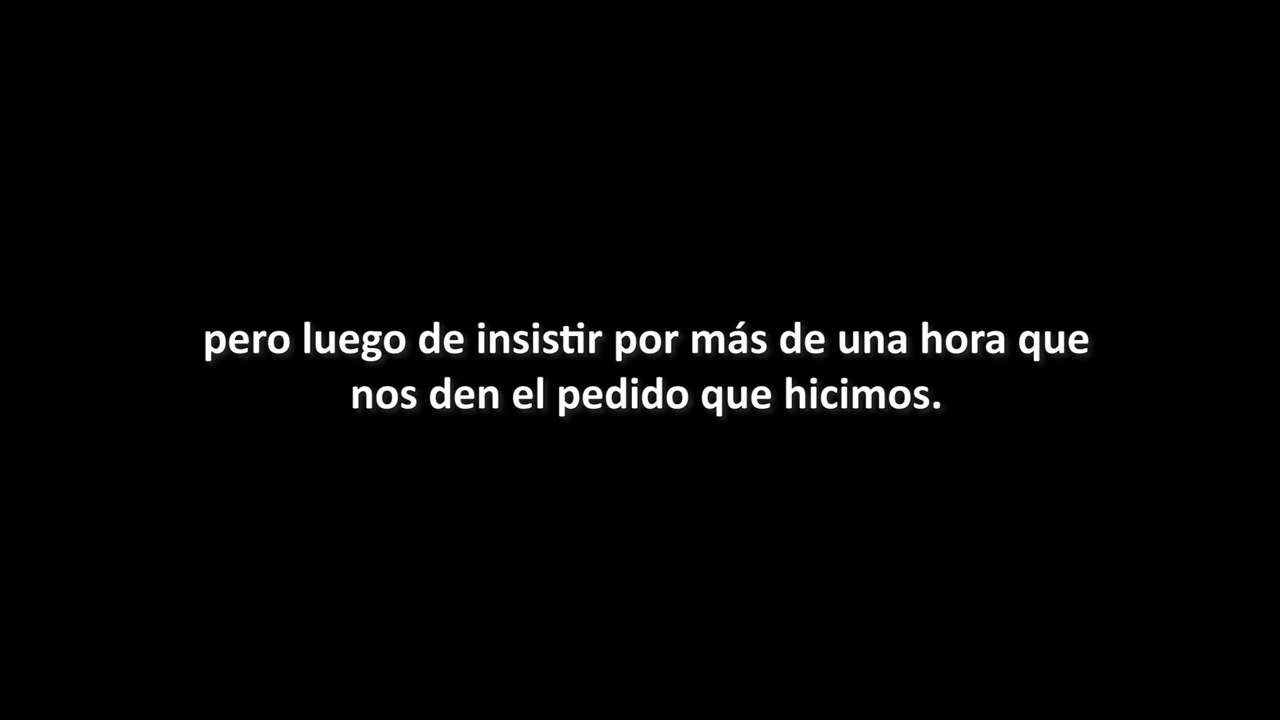 pero luego de insistir por más de una hora que
nos den el pedido que hicimos.